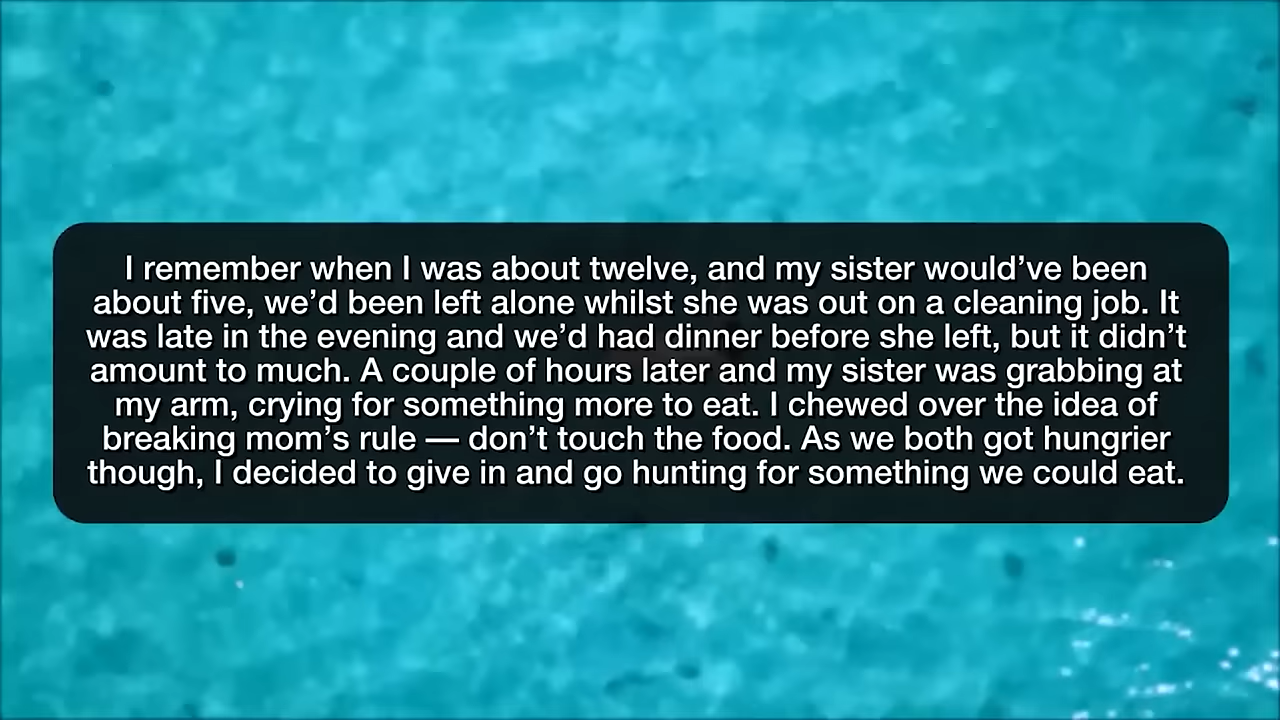 I remember when I was about twelve, and my sister would’ve been
about five, we’d been left alone whilst she was out on a cleaning job. It
was late in the evening and we’d had dinner before she left, but it didn’t
amount to much. A couple of hours later and my sister was grabbing at
my arm, crying for something more to eat. I chewed over the idea of
breaking mom’s rule — don’t touch the food. As we both got hungrier
though, I decided to give in and go hunting for something we could eat.